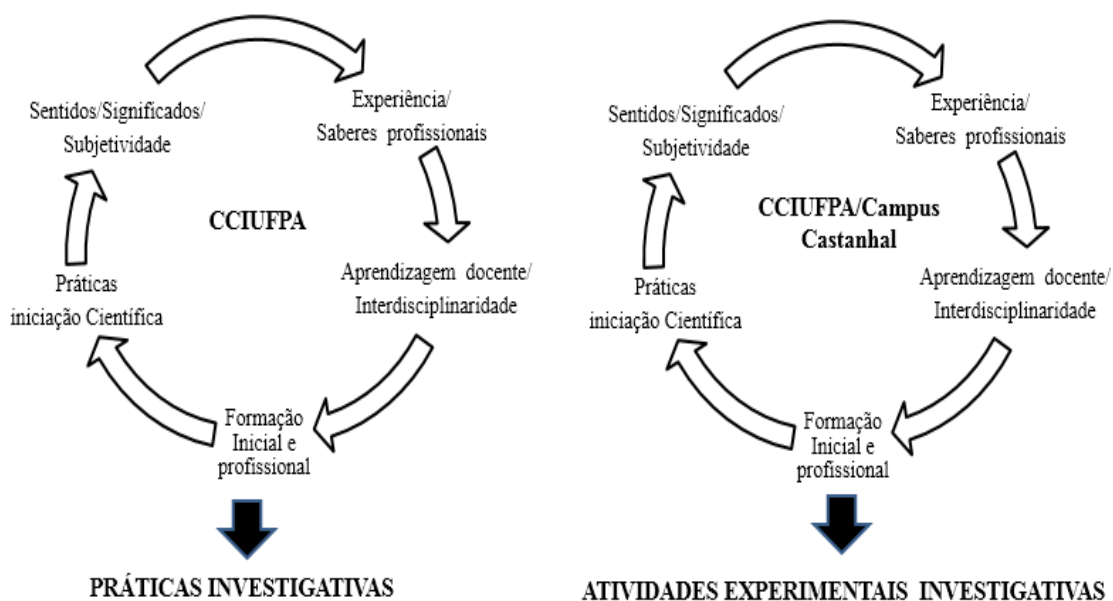 Sentidos/Significados/
Subjetividade
Experiência/
Saberes profissionais
CCIUFPA
Aprendizagem docente/
Interdisciplinaridade
Práticas
iniciação Científica
Formação
Inicial e
profissional
PRÁTICAS INVESTIGATIVAS
Sentidos/Significados/
Subjetividade
Experiência/
Saberes profissionais
CCIUFPA/Campus
Castanhal
Aprendizagem docente/
Interdisciplinaridade
Práticas
iniciação Científica
Formação
Inicial e
profissional
ATIVIDADES EXPERIMENTAIS INVESTIGATIVAS